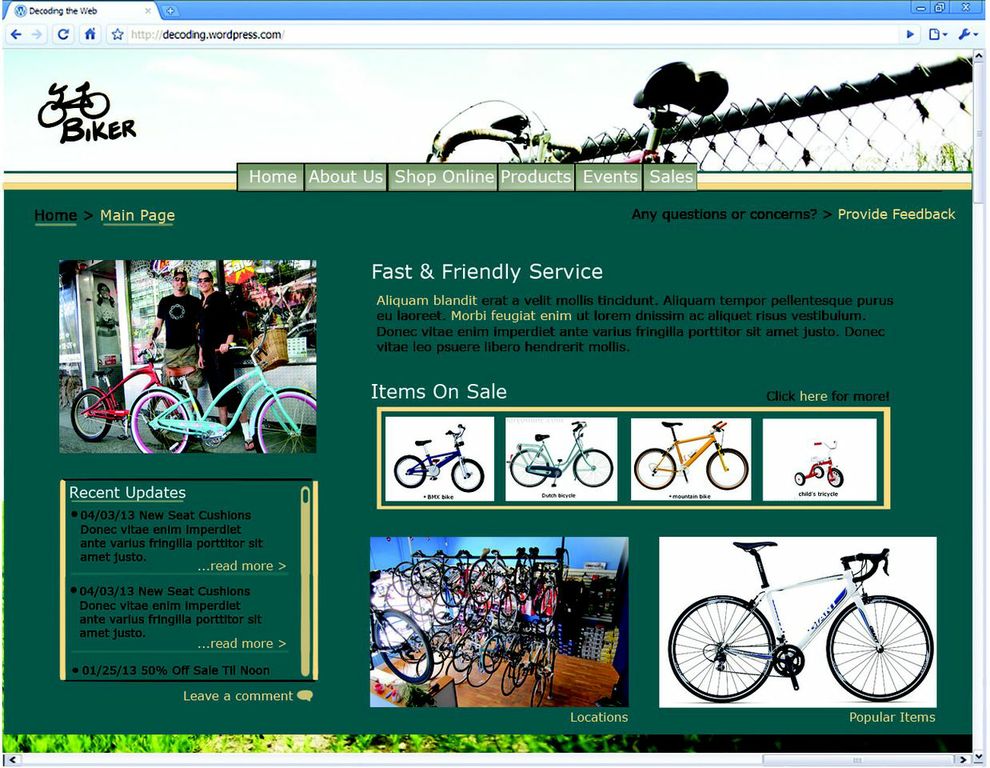 Decoding the Web
http://decoding.wordpress.com/
BIKER
Home About Us Shop Online Products Events Sales
Home > Main Page
Any questions or concerns? > Provide Feedback
Fast & Friendly Service
Aliquam blandit erat a velit mollis tincidunt. Aliquam tempor pellentesque purus
eu laoreet. Morbi feugiat enim ut lorem dnissim ac aliquet risus vestibulum.
Donec vitae enim imperdiet ante varius fringilla porttitor sit amet justo. Donec
vitae leo psuere libero hendrerit mollis.
Items On Sale
Click here for more!
• BMX bike
Dutch bicycle
• mountain bike
child's tricycle
Recent Updates
• 04/03/13 New Seat Cushions
Donec vitae enim imperdiet
ante varius fringilla porttitor sit
amet justo.
...read more >
• 04/03/13 New Seat Cushions
Donec vitae enim imperdiet
ante varius fringilla porttitor sit
amet justo.
...read more >
• 01/25/13 50% Off Sale Til Noon
Leave a comment
Locations
Popular Items